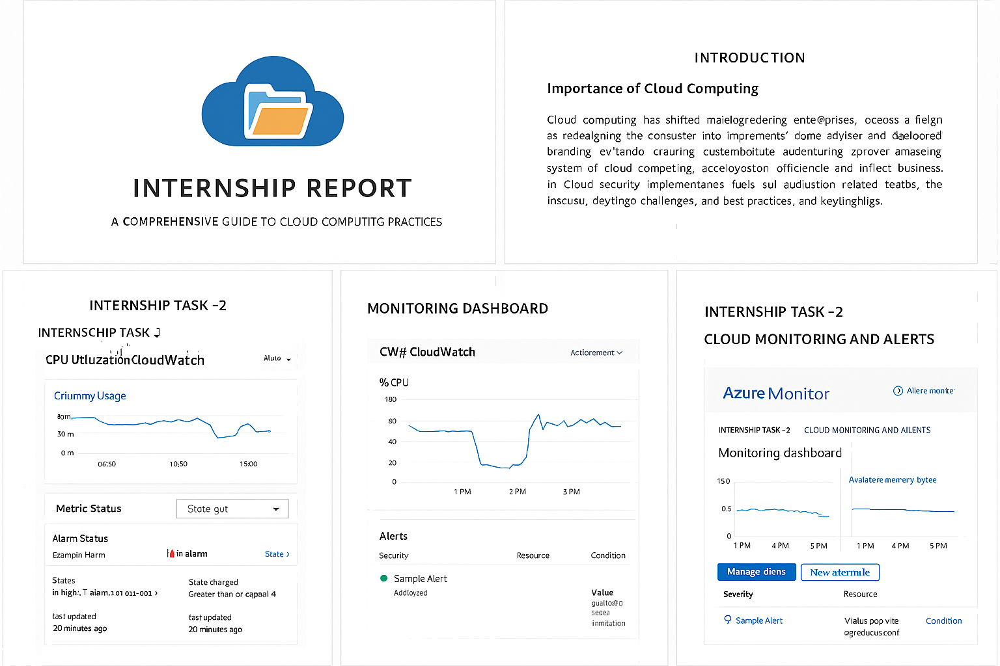 INTERNSHIP REPORT
A COMPREHENSIVE GUIDE TO CLOUD COMPUTITG PRACTICES
INTRODUCTION
Importance of Cloud Computing
Cloud computing has shifted maielogredering ente@prises, oceoss a fielgn
as redealgning the consuster into imprements' dome adviser and daeloored
branding ev'tando crauring custemboitute audenturing zprover amaseing
system of cloud competing, acceloyoston officiencle and inflect business.
in Cloud security implementanes fuels sul audiustion related teatbs, the
inscusu, deytingo challenges, and best practices, and keylinghligs.
INTERNSHIP TASK -2
INTERNSCHIP TASK
CPU Utluzation CloudWatch
Aluto
Criummy Usage
80m
30 m
0 m
06:50 10:50 15:00
Metric Status
State gut
Alarm Status
Ezampin Harm
in alarm
State ›
States
in high:. T aiam.101 011-001 ›
State charged
Greater than or capaal 4
tast updated
20 minutes ago
tast updated
20 minutes ago
MONITORING DASHBOARD
CW# CloudWatch
Actiorement
% CPU
180
80
40
20
0
1 PM 2 PM 3 PM
Alerts
Security Resource Condition
Sample Alert
Addloyzed
Value
gualtos@0
sedea
inmitation
INTERNSHIP TASK -2
CLOUD MONITORING AND ALERTS
Azure Monitor
Allere monite
INTERNSHIP TASK -2 CLOUD MONITORING AND AILENTS
Monitoring dashboard
150
0.5
0
1 PM 4 PM 5 PM
Avalatere memery bytee
1 PM 4 PM 5 PM
Manage diens
New atermule
Severity Resource
Sample Alert
Vialus pop vite
@greducus.conf
Condition